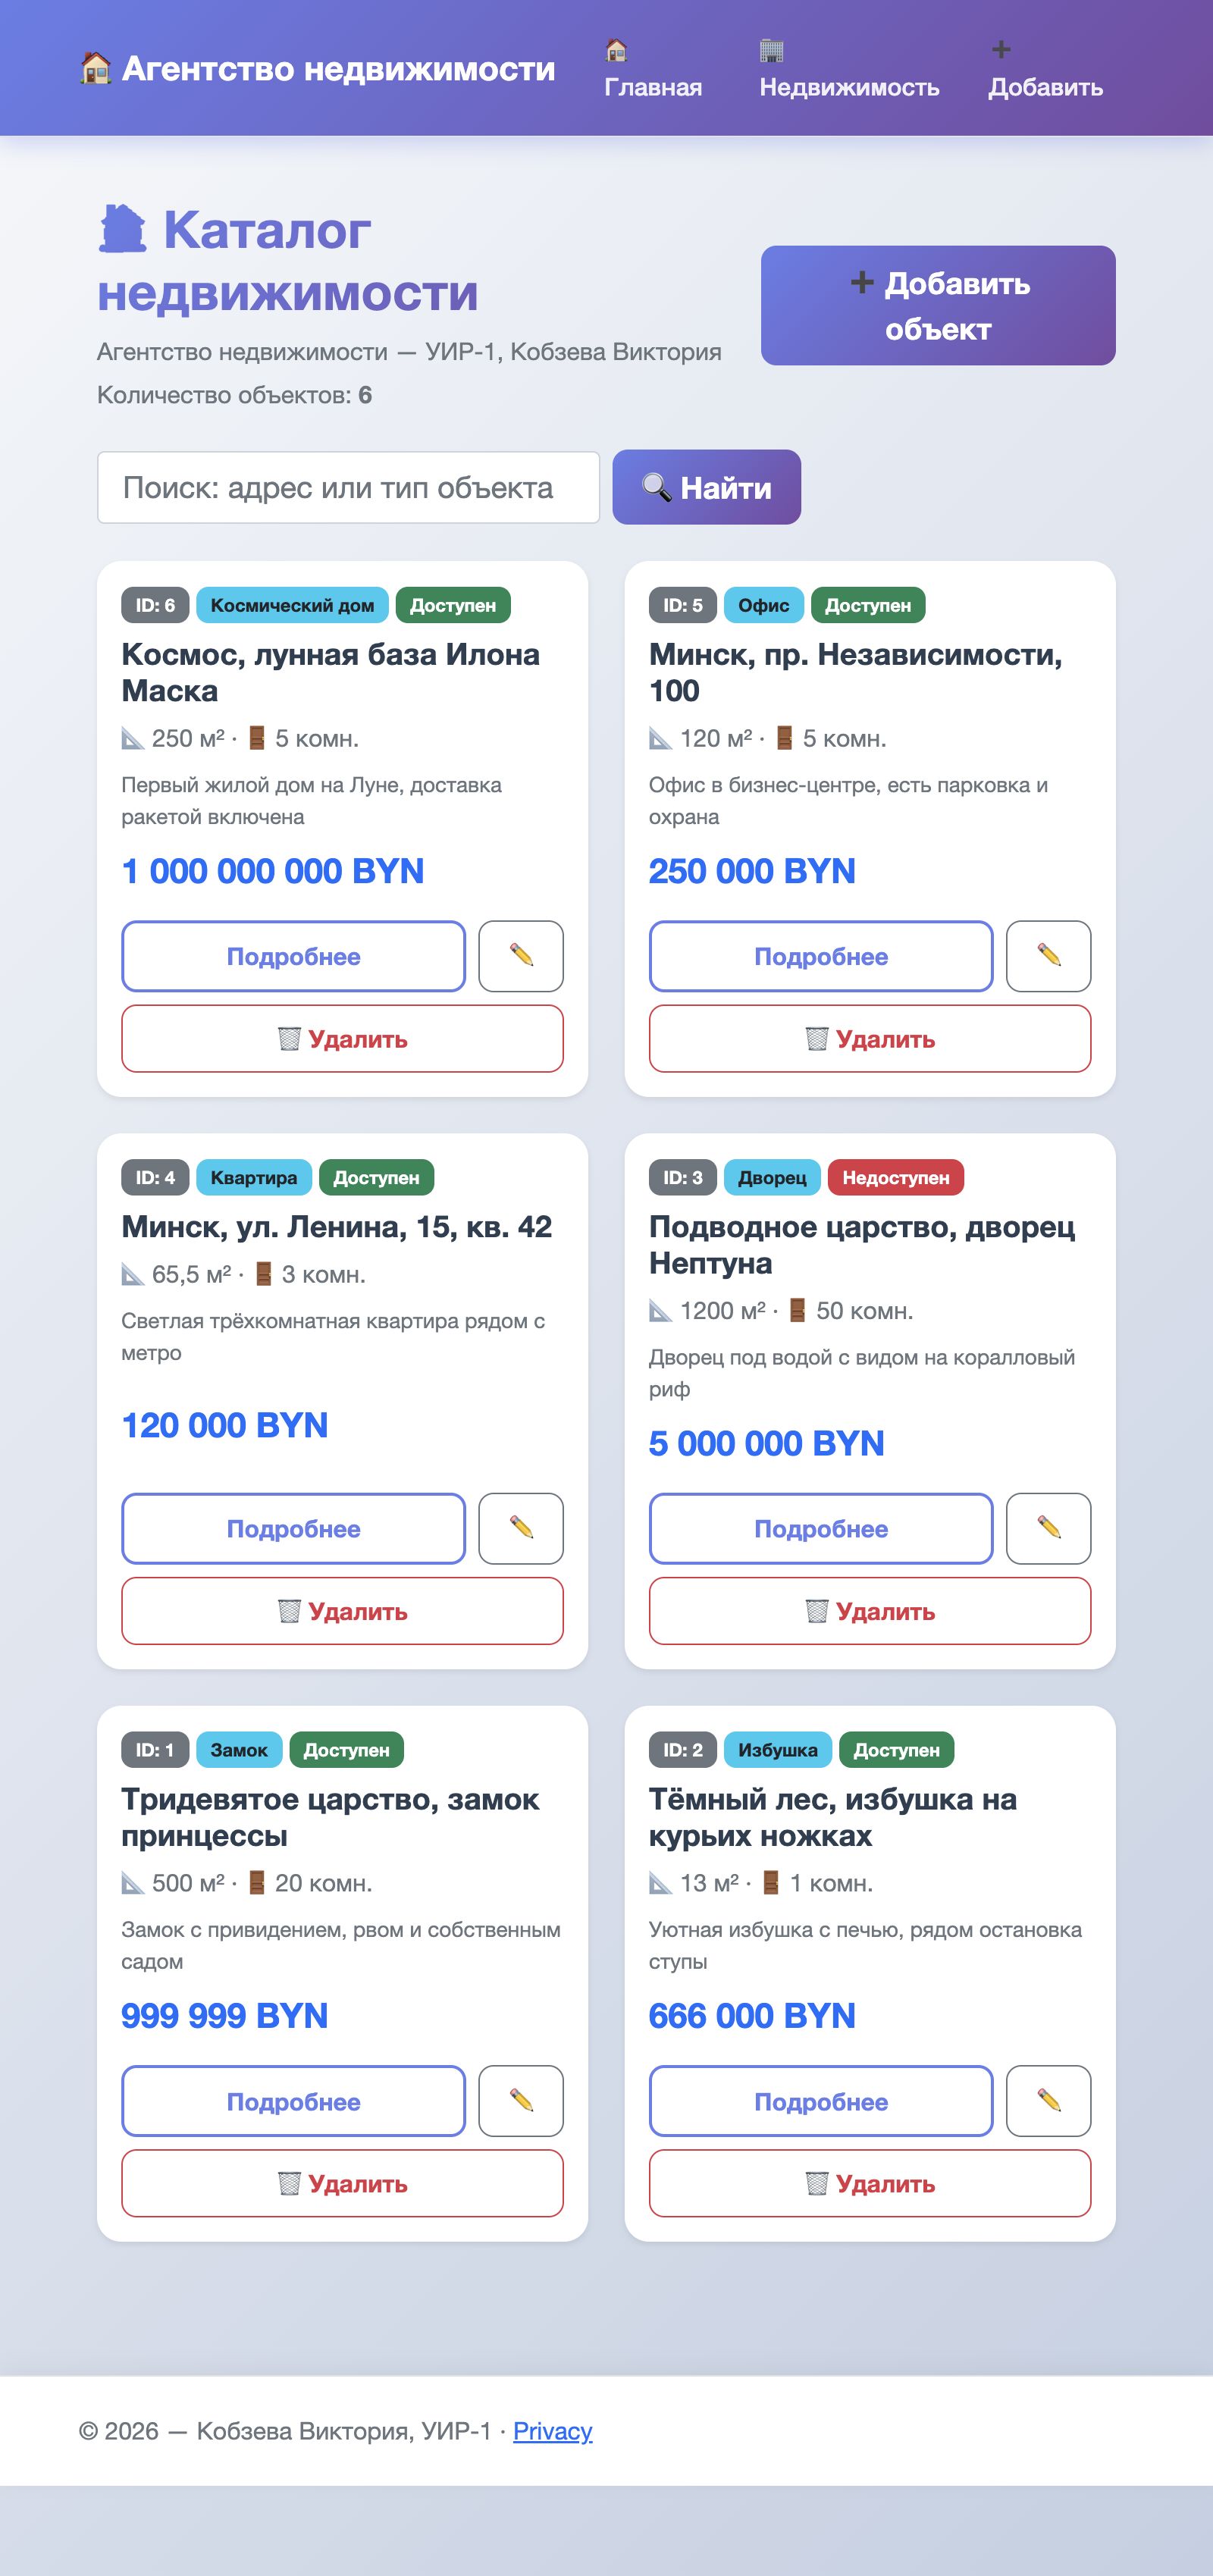 🏠 Агентство недвижимости
🏠 Главная
🏢 Недвижимость
➕ Добавить
🏠 Каталог
недвижимости
Агентство недвижимости — УИР-1, Кобзева Виктория
Количество объектов: 6
➕ Добавить
объект
Поиск: адрес или тип объекта
🔍 Найти
ID: 6 Космический дом Доступен
Космос, лунная база Илона
Маска
📐 250 м² · 🚪 5 комн.
Первый жилой дом на Луне, доставка
ракетой включена
1 000 000 000 BYN
Подробнее ✏️
🗑️ Удалить
ID: 5 Офис Доступен
Минск, пр. Независимости,
100
📐 120 м² · 🚪 5 комн.
Офис в бизнес-центре, есть парковка и
охрана
250 000 BYN
Подробнее ✏️
🗑️ Удалить
ID: 4 Квартира Доступен
Минск, ул. Ленина, 15, кв. 42
📐 65,5 м² · 🚪 3 комн.
Светлая трёхкомнатная квартира рядом с
метро
120 000 BYN
Подробнее ✏️
🗑️ Удалить
ID: 3 Дворец Недоступен
Подводное царство, дворец
Нептуна
📐 1200 м² · 🚪 50 комн.
Дворец под водой с видом на коралловый
риф
5 000 000 BYN
Подробнее ✏️
🗑️ Удалить
ID: 1 Замок Доступен
Тридевятое царство, замок
принцессы
📐 500 м² · 🚪 20 комн.
Замок с привидением, рвом и собственным
садом
999 999 BYN
Подробнее ✏️
🗑️ Удалить
ID: 2 Избушка Доступен
Тёмный лес, избушка на
курьих ножках
📐 13 м² · 🚪 1 комн.
Уютная избушка с печью, рядом остановка
ступы
666 000 BYN
Подробнее ✏️
🗑️ Удалить
© 2026 — Кобзева Виктория, УИР-1 · Privacy